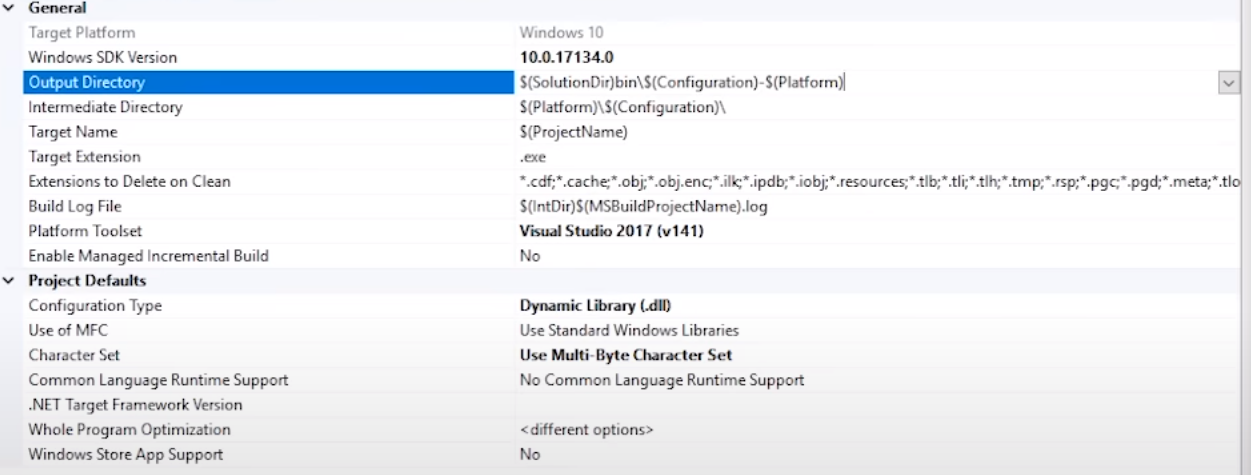 General
Target Platform Windows 10
Windows SDK Version 10.0.17134.0
Output Directory $(SolutionDir)bin\$(Configuration)-$(Platform)
Intermediate Directory $(Platform)\$(Configuration)\
Target Name $(ProjectName)
Target Extension .exe
Extensions to Delete on Clean *.cdf;*.cache;*.obj;*.obj.enc;*.ilk;*.ipdb;*.iobj;*.resources;*.tlb;*.tli;*.tlh;*.tmp;*.rsp;*.pgc;*.pgd;*.meta;*.tlo
Build Log File $(IntDir)$(MSBuildProjectName).log
Platform Toolset Visual Studio 2017 (v141)
Enable Managed Incremental Build No
Project Defaults
Configuration Type Dynamic Library (.dll)
Use of MFC Use Standard Windows Libraries
Character Set Use Multi-Byte Character Set
Common Language Runtime Support No Common Language Runtime Support
.NET Target Framework Version
Whole Program Optimization <different options>
Windows Store App Support No